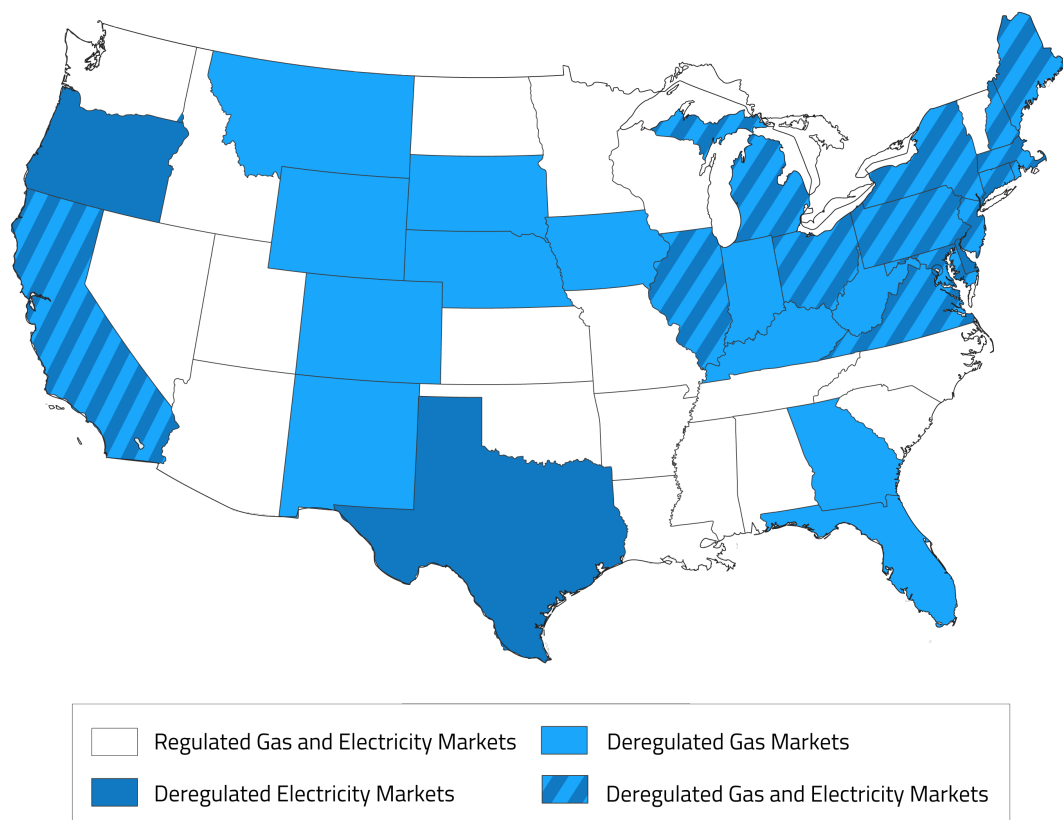 Regulated Gas and Electricity Markets
Deregulated Gas Markets
Deregulated Electricity Markets
Deregulated Gas and Electricity Markets